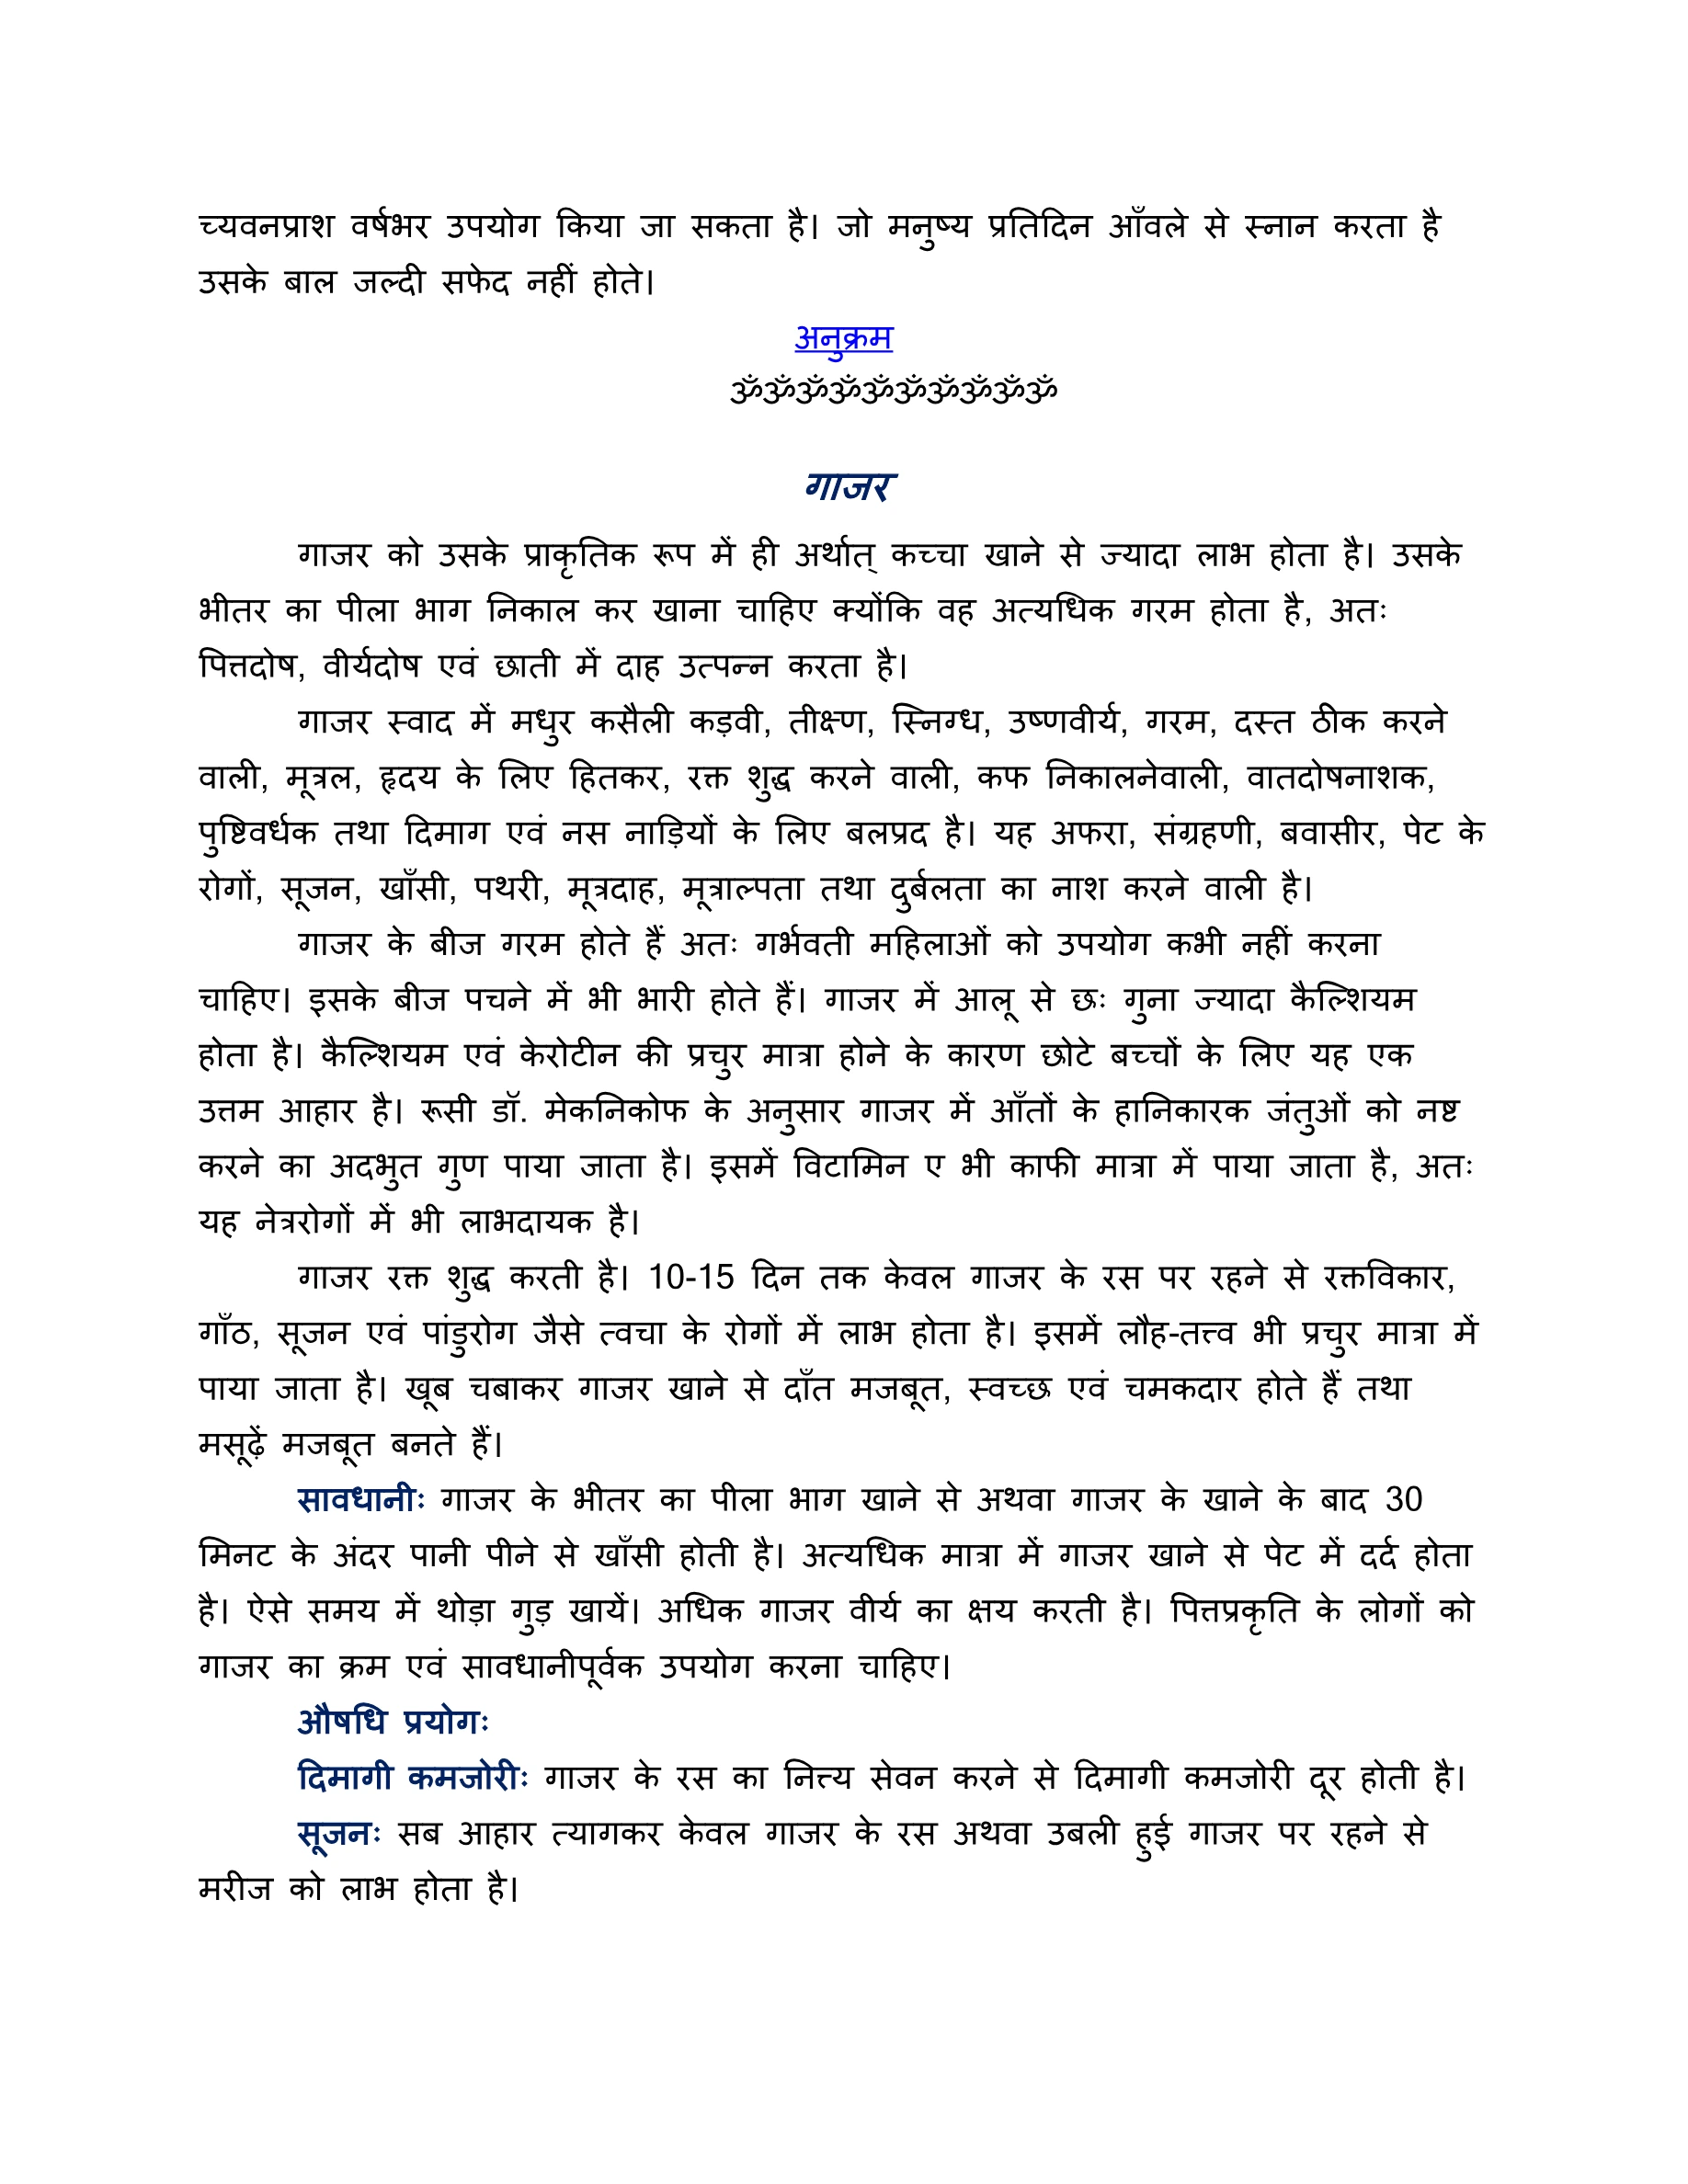 च्यवनप्राश वर्षभर उपयोग किया जा सकता है। जो मनुष्य प्रतिदिन आँवले से स्नान करता है
उसके बाल जल्दी सफेद नहीं होते।
अनुक्रम
ॐॐॐॐॐॐॐॐॐॐ
गाजर
गाजर को उसके प्राकृतिक रूप में ही अर्थात् कच्चा खाने से ज्यादा लाभ होता है। उसके
भीतर का पीला भाग निकाल कर खाना चाहिए क्योंकि वह अत्यधिक गरम होता है, अतः
पित्तदोष, वीर्यदोष एवं छाती में दाह उत्पन्न करता है।
गाजर स्वाद में मधुर कसैली कड़वी, तीक्ष्ण, स्निग्ध, उष्णवीर्य, गरम, दस्त ठीक करने
वाली, मूत्रल, हृदय के लिए हितकर, रक्त शुद्ध करने वाली, कफ निकालनेवाली, वातदोषनाशक,
पुष्टिवर्धक तथा दिमाग एवं नस नाड़ियों के लिए बलप्रद है। यह अफरा, संग्रहणी, बवासीर, पेट के
रोगों, सूजन, खाँसी, पथरी, मूत्रदाह, मूत्राल्पता तथा दुर्बलता का नाश करने वाली है।
गाजर के बीज गरम होते हैं अतः गर्भवती महिलाओं को उपयोग कभी नहीं करना
चाहिए। इसके बीज पचने में भी भारी होते हैं। गाजर में आलू से छः गुना ज्यादा कैल्शियम
होता है। कैल्शियम एवं केरोटीन की प्रचुर मात्रा होने के कारण छोटे बच्चों के लिए यह एक
उत्तम आहार है। रूसी डॉ. मेकनिकोफ के अनुसार गाजर में आँतों के हानिकारक जंतुओं को नष्ट
करने का अदभुत गुण पाया जाता है। इसमें विटामिन ए भी काफी मात्रा में पाया जाता है, अतः
यह नेत्ररोगों में भी लाभदायक है।
गाजर रक्त शुद्ध करती है। 10-15 दिन तक केवल गाजर के रस पर रहने से रक्तविकार,
गाँठ, सूजन एवं पांडुरोग जैसे त्वचा के रोगों में लाभ होता है। इसमें लौह-तत्त्व भी प्रचुर मात्रा में
पाया जाता है। खूब चबाकर गाजर खाने से दाँत मजबूत, स्वच्छ एवं चमकदार होते हैं तथा
मसूढ़ें मजबूत बनते हैं।
सावधानीः गाजर के भीतर का पीला भाग खाने से अथवा गाजर के खाने के बाद 30
मिनट के अंदर पानी पीने से खाँसी होती है। अत्यधिक मात्रा में गाजर खाने से पेट में दर्द होता
है। ऐसे समय में थोड़ा गुड़ खायें। अधिक गाजर वीर्य का क्षय करती है। पित्तप्रकृति के लोगों को
गाजर का क्रम एवं सावधानीपूर्वक उपयोग करना चाहिए।
औषधि प्रयोगः
दिमागी कमजोरीः गाजर के रस का नित्त्य सेवन करने से दिमागी कमजोरी दूर होती है।
सूजनः सब आहार त्यागकर केवल गाजर के रस अथवा उबली हुई गाजर पर रहने से
मरीज को लाभ होता है।